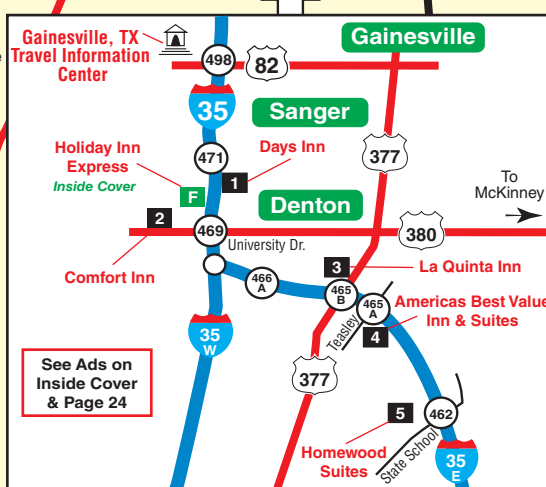 Gainesville, TX
Travel Information
Center
Gainesville
498
82
35
Sanger
377
471
Holiday Inn
Express
Inside Cover
Days Inn
F
1
To
McKinney
Denton
2
469
University Dr.
380
Comfort Inn
466
A
3
La Quinta Inn
465
B
465
A
Americas Best Value
Inn & Suites
Teasley
4
35
W
See Ads on
Inside Cover
& Page 24
377
5
462
Homewood
Suites
State School
35
E